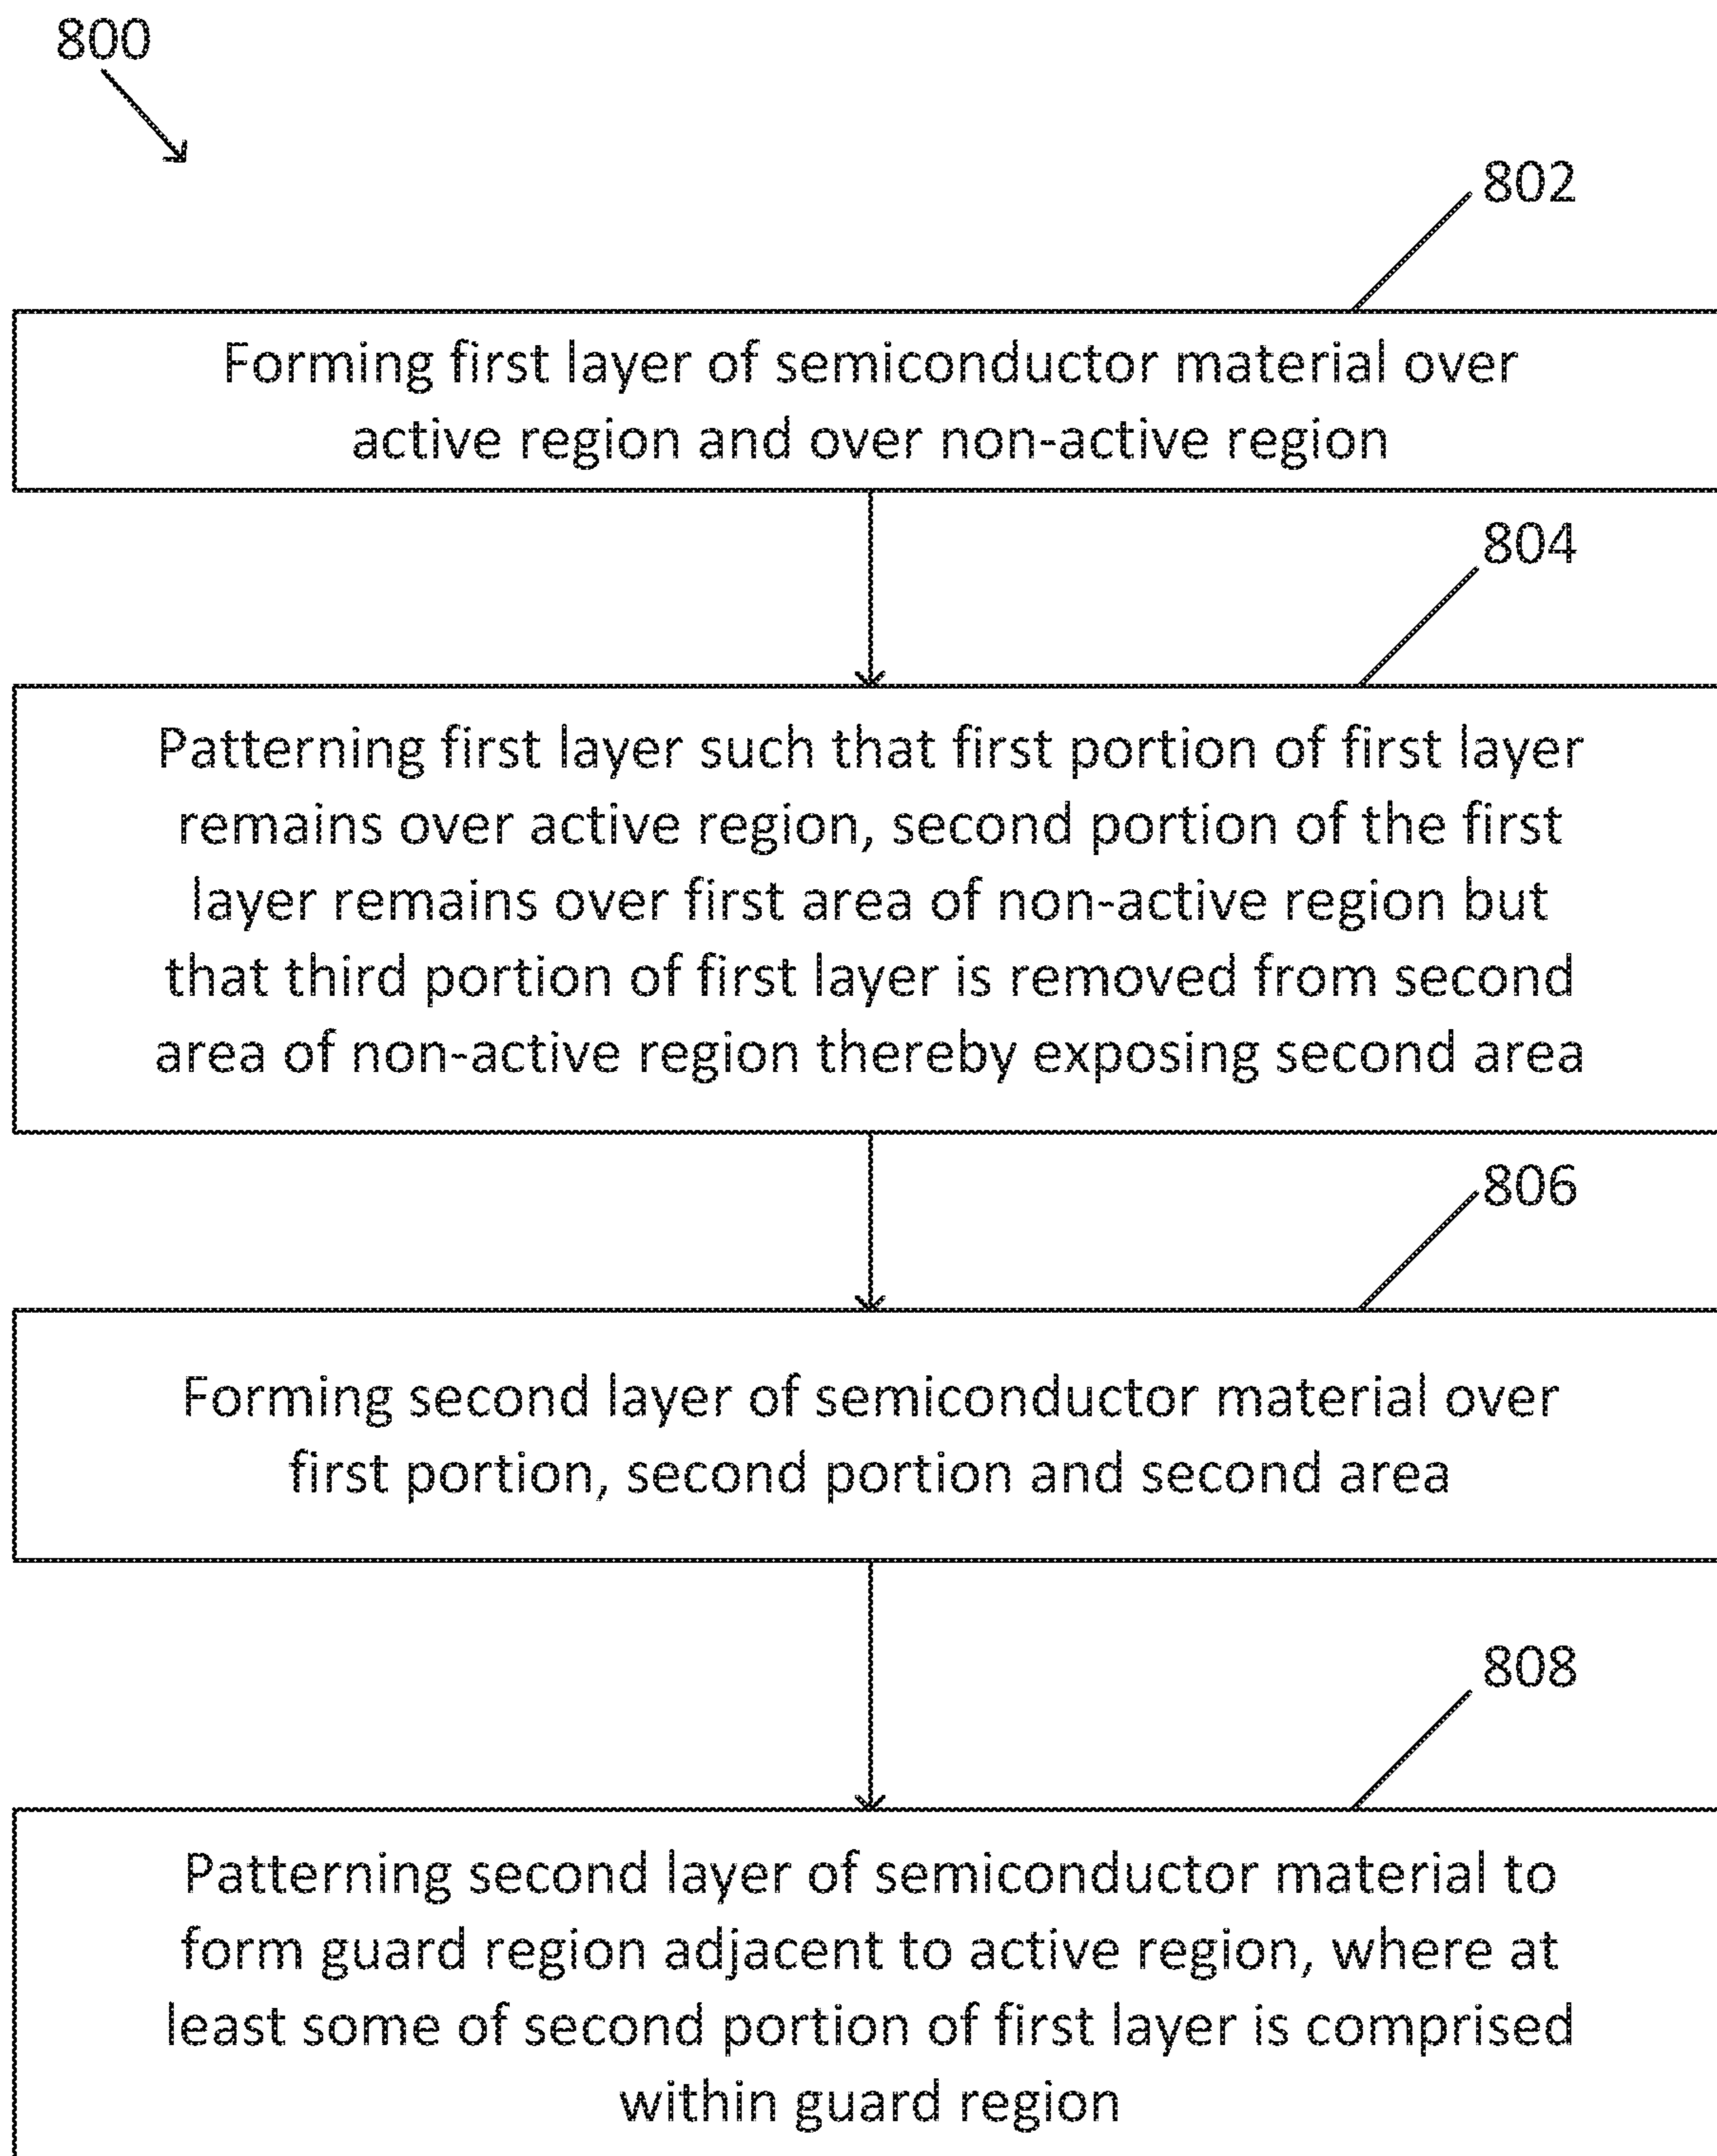 800
802
Forming first layer of semiconductor material over
active region and over non-active region
804
Patterning first layer such that first portion of first layer
remains over active region, second portion of the first
layer remains over first area of non-active region but
that third portion of first layer is removed from second
area of non-active region thereby exposing second area
806
Forming second layer of semiconductor material over
first portion, second portion and second area
808
Patterning second layer of semiconductor material to
form guard region adjacent to active region, where at
least some of second portion of first layer is comprised
within guard region